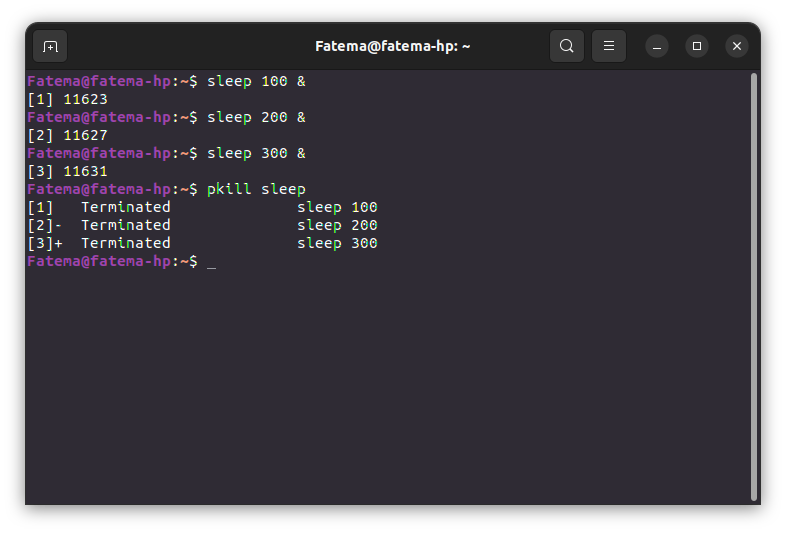 Fatema@fatema-hp: ~
Fatema@fatema-hp:~$ sleep 100 &
[1] 11623
Fatema@fatema-hp:~$ sleep 200 &
[2] 11627
Fatema@fatema-hp:~$ sleep 300 &
[3] 11631
Fatema@fatema-hp:~$ pkill sleep
[1]   Terminated              sleep 100
[2]-  Terminated              sleep 200
[3]+  Terminated              sleep 300
Fatema@fatema-hp:~$ _